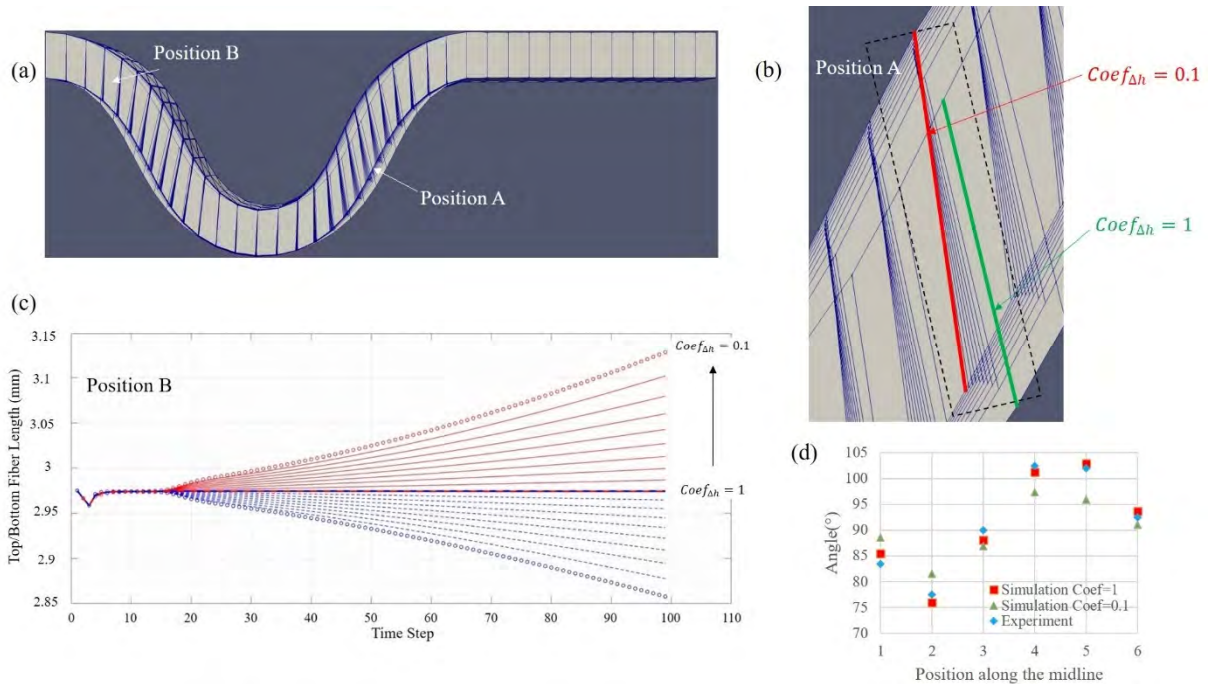 (a)
Position B
Position A
(b)
Position A
Coef_Δh = 0.1
Coef_Δh = 1
(c)
Top/Bottom Fiber Length (mm)
3.15
3.1
3.05
3
2.95
2.9
2.85
Position B
Coef_Δh = 0.1
Coef_Δh = 1
0 10 20 30 40 50 60 70 80 90 100 110
Time Step
(d)
Angle(°)
105
100
95
90
85
80
75
70
Simulation Coef=1
Simulation Coef=0.1
Experiment
1 2 3 4 5 6
Position along the midline